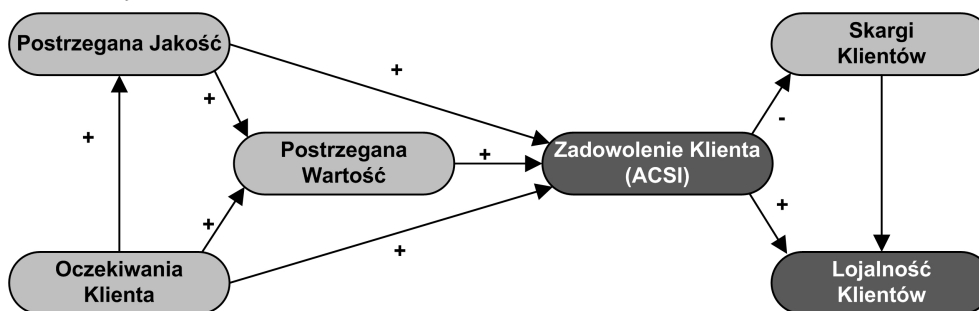 Postrzegana Jakość
Skargi
Klientów
+
+
+
-
Postrzegana
Wartość
+
Zadowolenie Klienta
(ACSI)
+
+
+
Oczekiwania
Klienta
Lojalność
Klientów